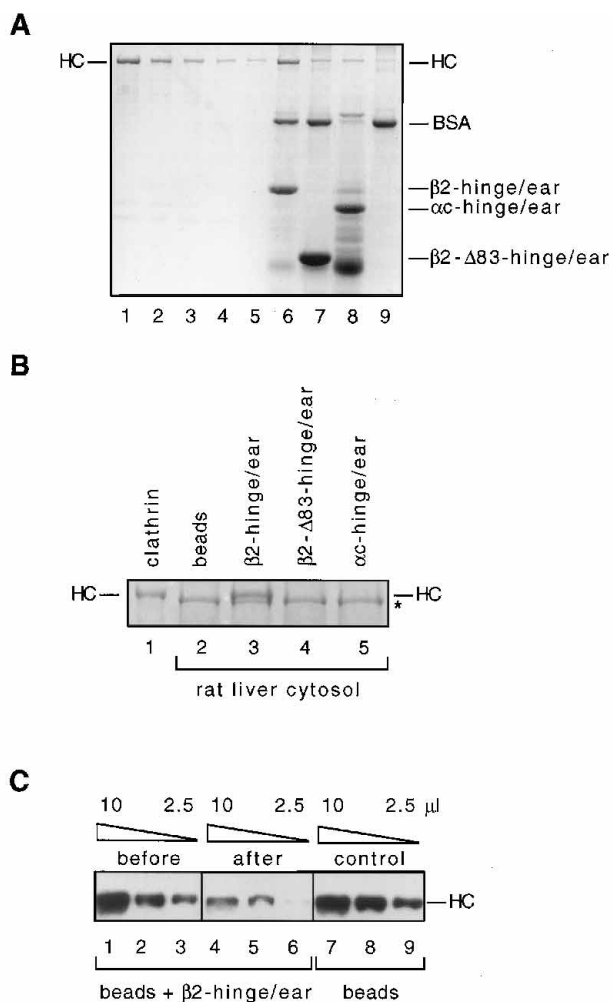 A
HC
HC
BSA
β2-hinge/ear
αc-hinge/ear
β2-Δ83-hinge/ear
1 2 3 4 5 6 7 8 9
B
clathrin
beads
β2-hinge/ear
β2-Δ83-hinge/ear
αc-hinge/ear
HC
HC
*
1 2 3 4 5
rat liver cytosol
C
10 2.5 10 2.5 10 2.5 μl
before after control
HC
1 2 3 4 5 6 7 8 9
beads + β2-hinge/ear beads